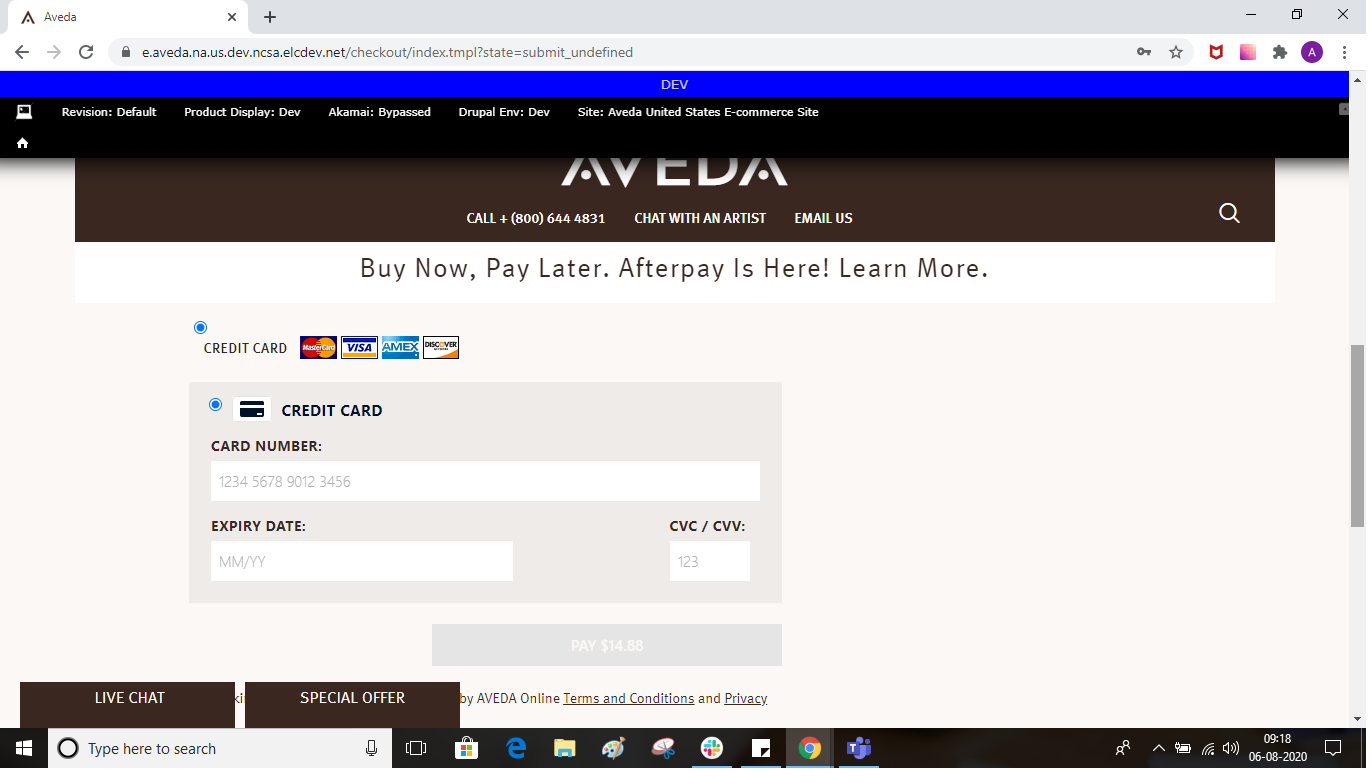 Aveda
e.aveda.na.us.dev.ncsa.elcdev.net/checkout/index.tmpl?state=submit_undefined
A
DEV
Revision: Default Product Display: Dev Akamai: Bypassed Drupal Env: Dev Site: Aveda United States E-commerce Site
AVEDA
CALL + (800) 644 4831 CHAT WITH AN ARTIST EMAIL US
Buy Now, Pay Later. Afterpay Is Here! Learn More.
CREDIT CARD MasterCard VISA AMEX DISCOVER
CREDIT CARD
CARD NUMBER:
1234 5678 9012 3456
EXPIRY DATE: CVC / CVV:
MM/YY 123
PAY $14.88
LIVE CHAT SPECIAL OFFER
by AVEDA Online Terms and Conditions and Privacy
Type here to search
09:18
06-08-2020